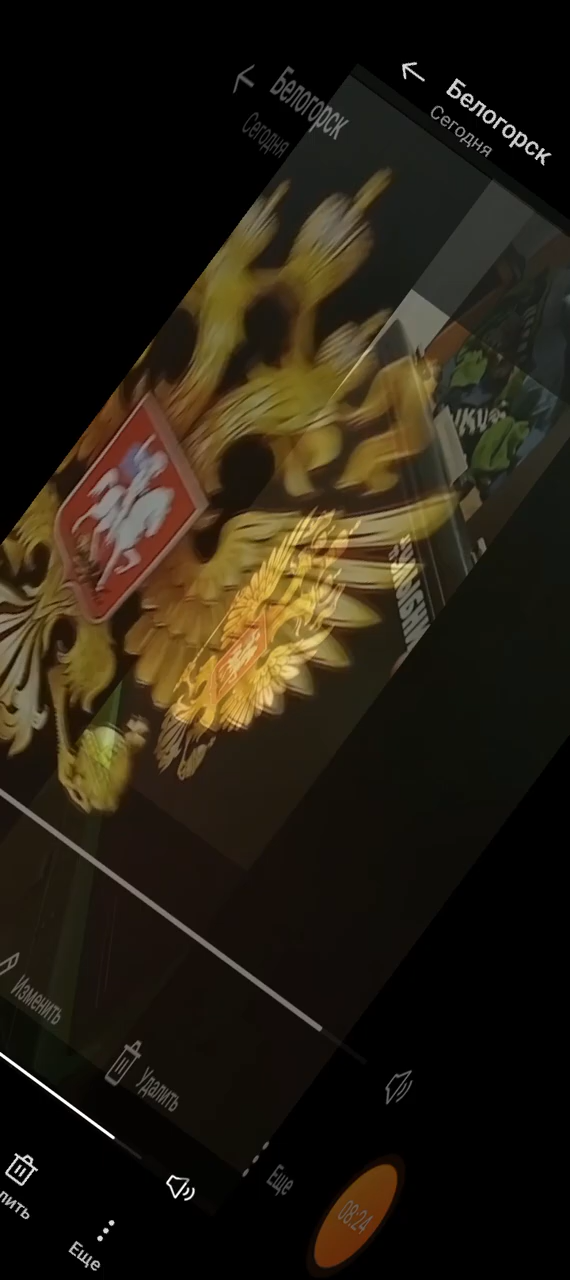 Белогорск
Сегодня
Белогорск
Сегодня
Изменить
Удалить
Еще
08:24
Еще